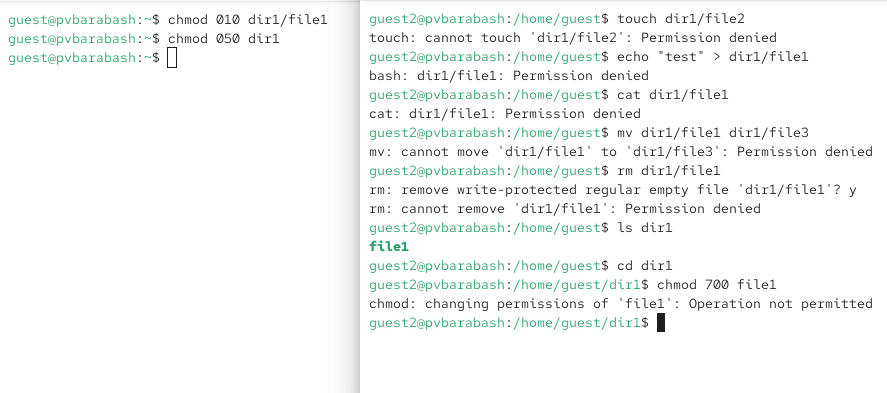 guest@pvbarabash:~$ chmod 010 dir1/file1
guest@pvbarabash:~$ chmod 050 dir1
guest@pvbarabash:~$
guest2@pvbarabash:/home/guest$ touch dir1/file2
touch: cannot touch 'dir1/file2': Permission denied
guest2@pvbarabash:/home/guest$ echo "test" > dir1/file1
bash: dir1/file1: Permission denied
guest2@pvbarabash:/home/guest$ cat dir1/file1
cat: dir1/file1: Permission denied
guest2@pvbarabash:/home/guest$ mv dir1/file1 dir1/file3
mv: cannot move 'dir1/file1' to 'dir1/file3': Permission denied
guest2@pvbarabash:/home/guest$ rm dir1/file1
rm: remove write-protected regular empty file 'dir1/file1'? y
rm: cannot remove 'dir1/file1': Permission denied
guest2@pvbarabash:/home/guest$ ls dir1
file1
guest2@pvbarabash:/home/guest$ cd dir1
guest2@pvbarabash:/home/guest/dir1$ chmod 700 file1
chmod: changing permissions of 'file1': Operation not permitted
guest2@pvbarabash:/home/guest/dir1$